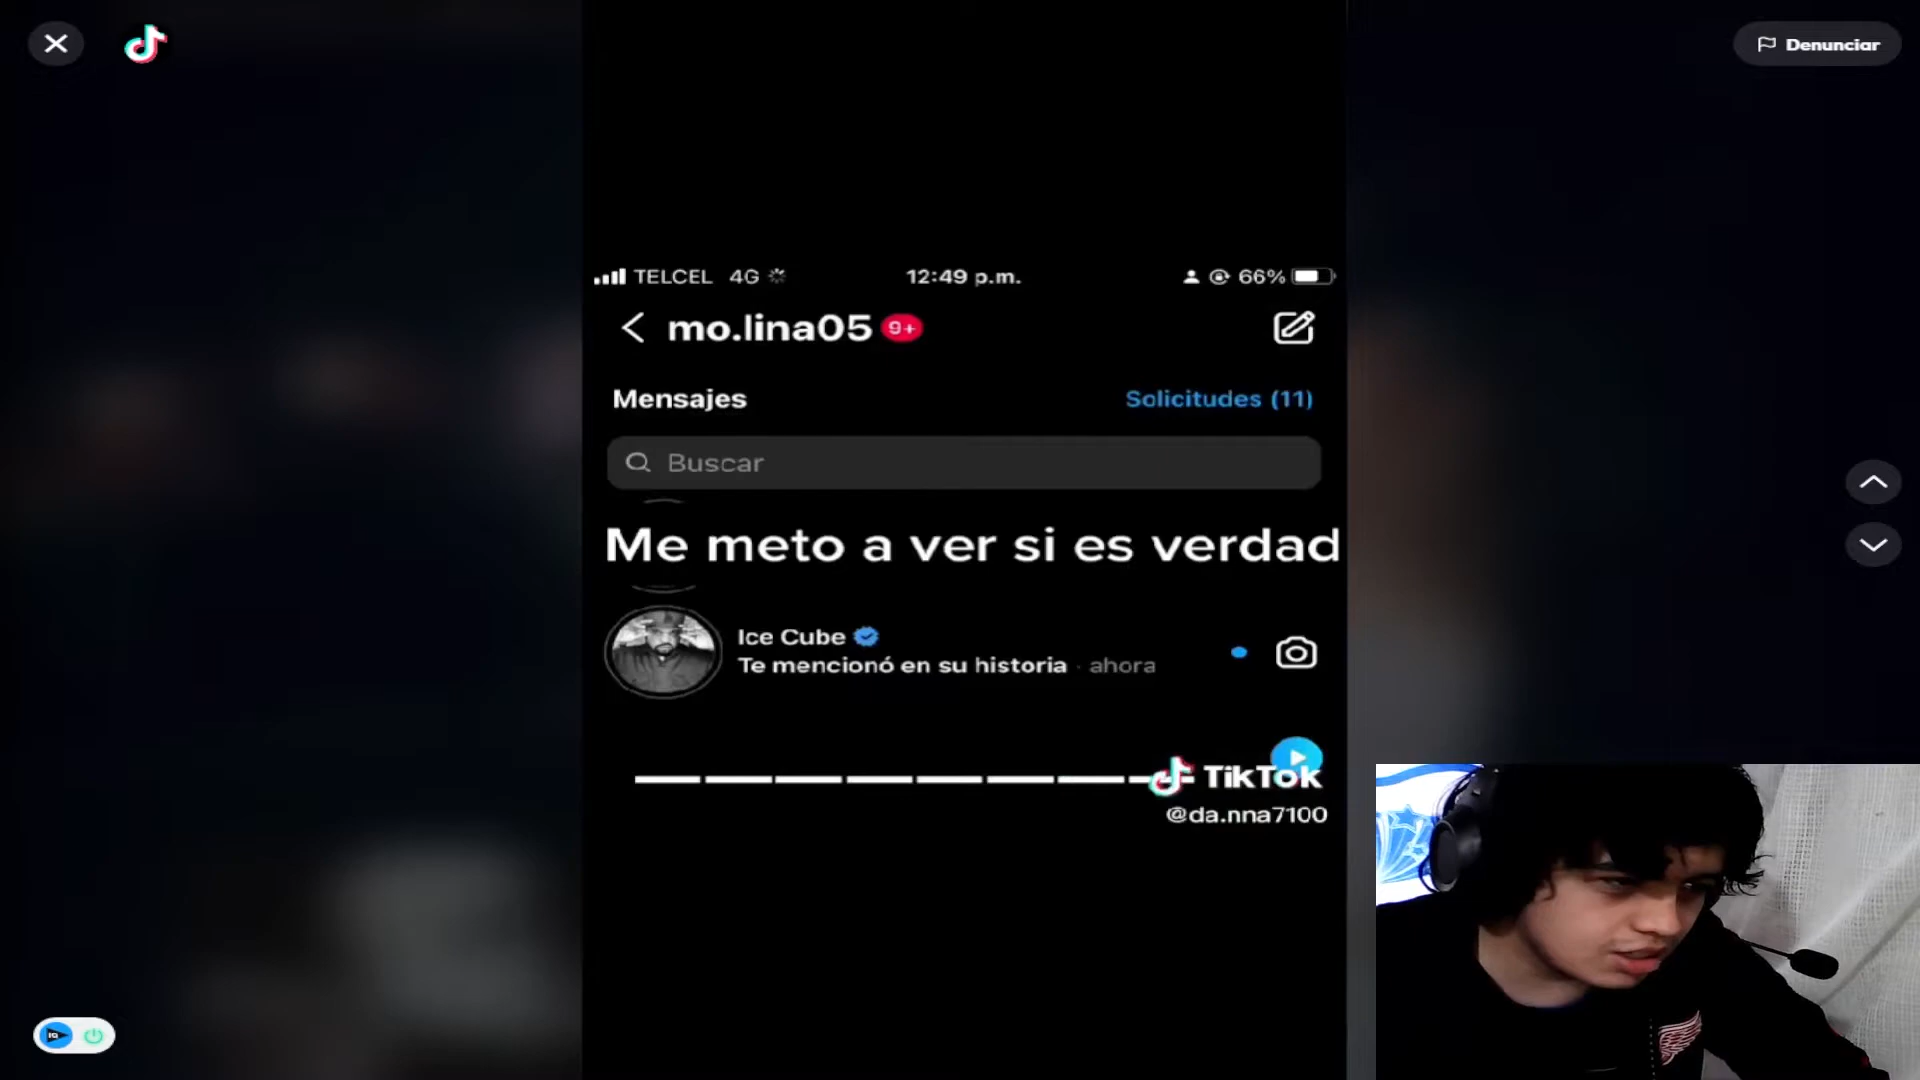 Denunciar
TELCEL 4G 12:49 p.m. 66%
mo.lina05 9+
Mensajes Solicitudes (11)
Buscar
Me meto a ver si es verdad
Ice Cube
Te mencionó en su historia · ahora
TikTok
@da.nna7100